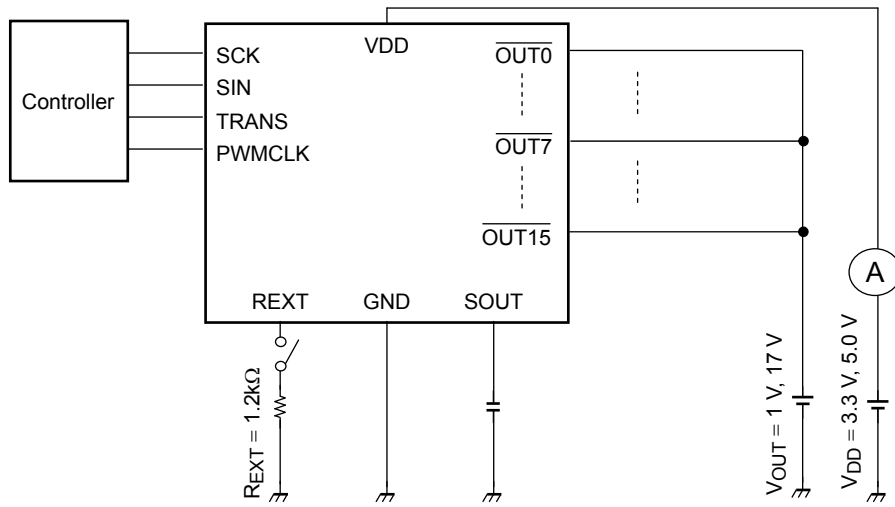 Controller
SCK
SIN
TRANS
PWMCLK
VDD
OUT0
OUT7
OUT15
REXT
GND
SOUT
A
REXT = 1.2kΩ
VOUT = 1 V, 17 V
VDD = 3.3 V, 5.0 V